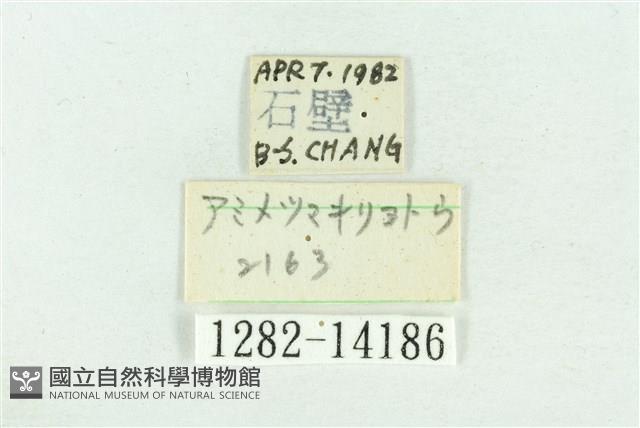 APR 7. 1982
石壁
B-S. CHANG
アミメツマキリヨトウ
2163
1282-14186
國立自然科學博物館
NATIONAL MUSEUM OF NATURAL SCIENCE